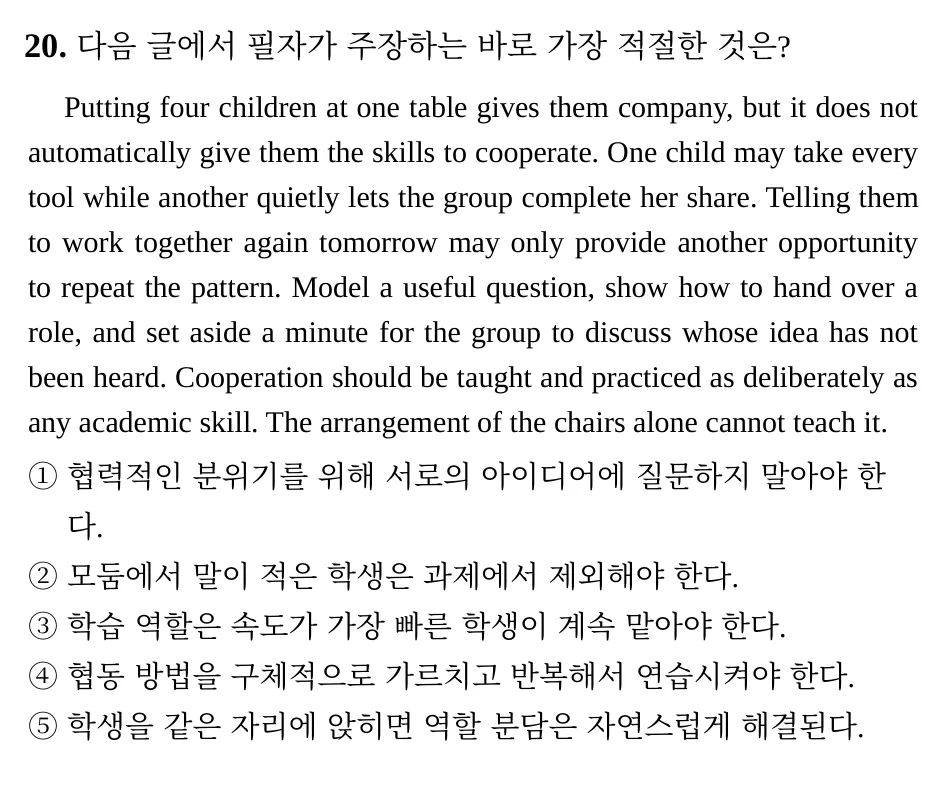 20. 다음 글에서 필자가 주장하는 바로 가장 적절한 것은?
Putting four children at one table gives them company, but it does not
automatically give them the skills to cooperate. One child may take every
tool while another quietly lets the group complete her share. Telling them
to work together again tomorrow may only provide another opportunity
to repeat the pattern. Model a useful question, show how to hand over a
role, and set aside a minute for the group to discuss whose idea has not
been heard. Cooperation should be taught and practiced as deliberately as
any academic skill. The arrangement of the chairs alone cannot teach it.
① 협력적인 분위기를 위해 서로의 아이디어에 질문하지 말아야 한
다.
② 모둠에서 말이 적은 학생은 과제에서 제외해야 한다.
③ 학습 역할은 속도가 가장 빠른 학생이 계속 맡아야 한다.
④ 협동 방법을 구체적으로 가르치고 반복해서 연습시켜야 한다.
⑤ 학생을 같은 자리에 앉히면 역할 분담은 자연스럽게 해결된다.